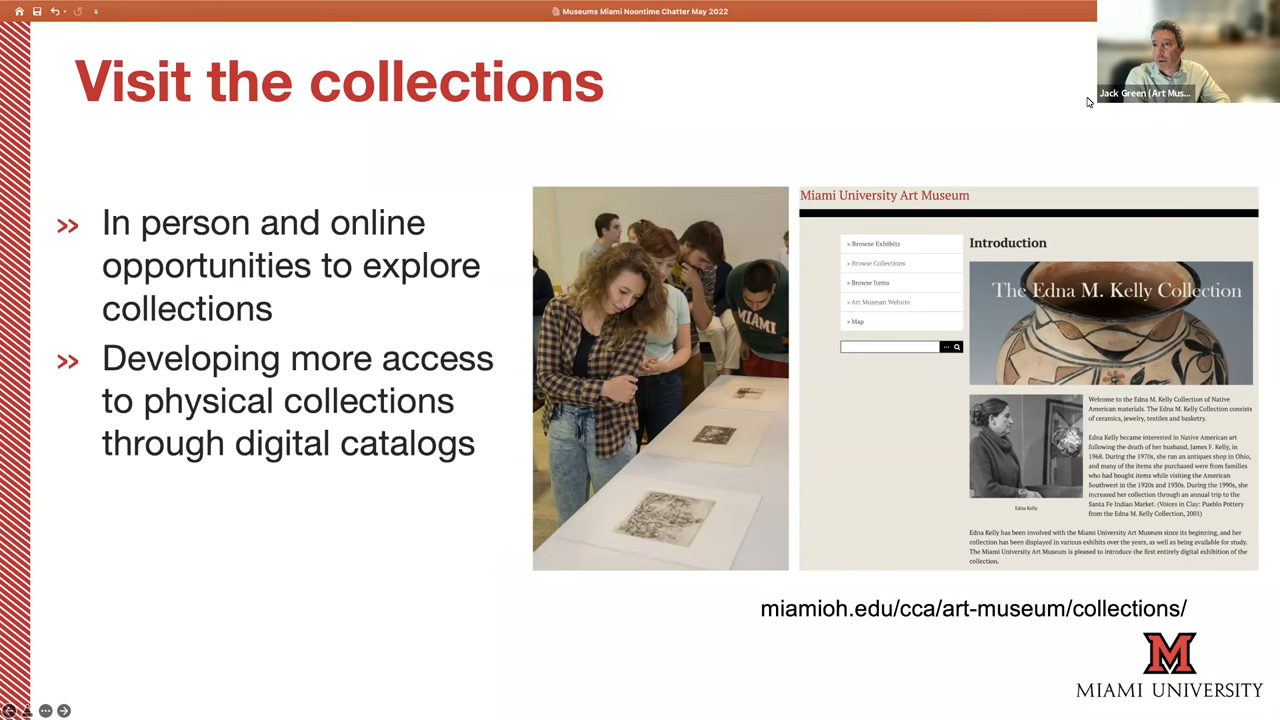 Museums Miami Noontime Chatter May 2022
Jack Green (Art Mus...
Visit the collections
» In person and online
opportunities to explore
collections
» Developing more access
to physical collections
through digital catalogs
MIAMI
Miami University Art Museum
» Browse Exhibits
» Browse Collections
» Browse Items
» Art Museum Website
» Map
...
Introduction
The Edna M. Kelly Collection
Welcome to the Edna M. Kelly Collection of Native
American materials. The Edna M. Kelly Collection consists
of ceramics, jewelry, textiles and basketry.
Edna Kelly became interested in Native American art
following the death of her husband, James F. Kelly, in
1968. During the 1970s, she ran an antiques shop in Ohio,
and many of the items she purchased were from families
who had bought items while visiting the American
Southwest in the 1920s and 1930s. During the 1990s, she
increased her collection through an annual trip to the
Santa Fe Indian Market. (Voices in Clay: Pueblo Pottery
from the Edna M. Kelly Collection, 2001)
Edna Kelly
Edna Kelly has been involved with the Miami University Art Museum since its beginning, and her
collection has been displayed in various exhibits over the years, as well as being available for study.
The Miami University Art Museum is pleased to introduce the first entirely digital exhibition of the
collection.
miamioh.edu/cca/art-museum/collections/
M
MIAMI UNIVERSITY